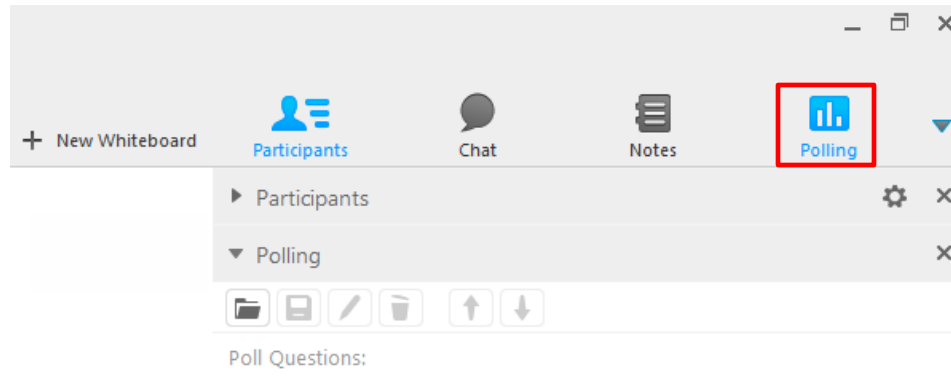 + New Whiteboard
Participants
Chat
Notes
Polling
Participants
Polling
Poll Questions: